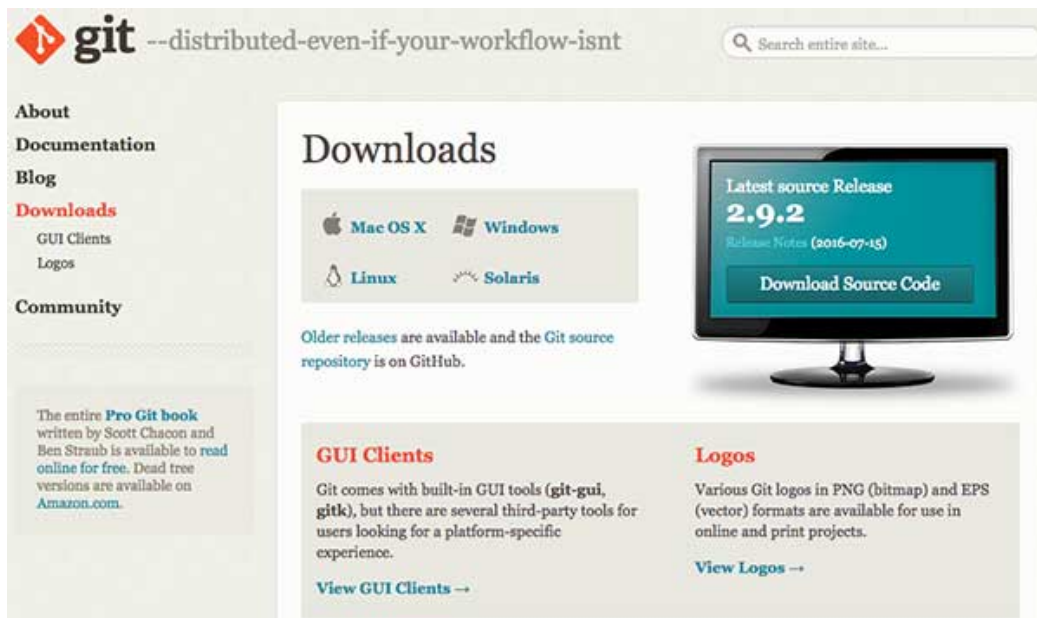 git --distributed-even-if-your-workflow-isnt
Search entire site...
About
Documentation
Blog
Downloads
GUI Clients
Logos
Community
The entire Pro Git book
written by Scott Chacon and
Ben Straub is available to read
online for free. Dead tree
versions are available on
Amazon.com.
Downloads
Mac OS X
Windows
Linux
Solaris
Older releases are available and the Git source
repository is on GitHub.
Latest source Release
2.9.2
Release Notes (2016-07-15)
Download Source Code
GUI Clients
Git comes with built-in GUI tools (git-gui,
gitk), but there are several third-party tools for
users looking for a platform-specific
experience.
View GUI Clients →
Logos
Various Git logos in PNG (bitmap) and EPS
(vector) formats are available for use in
online and print projects.
View Logos →